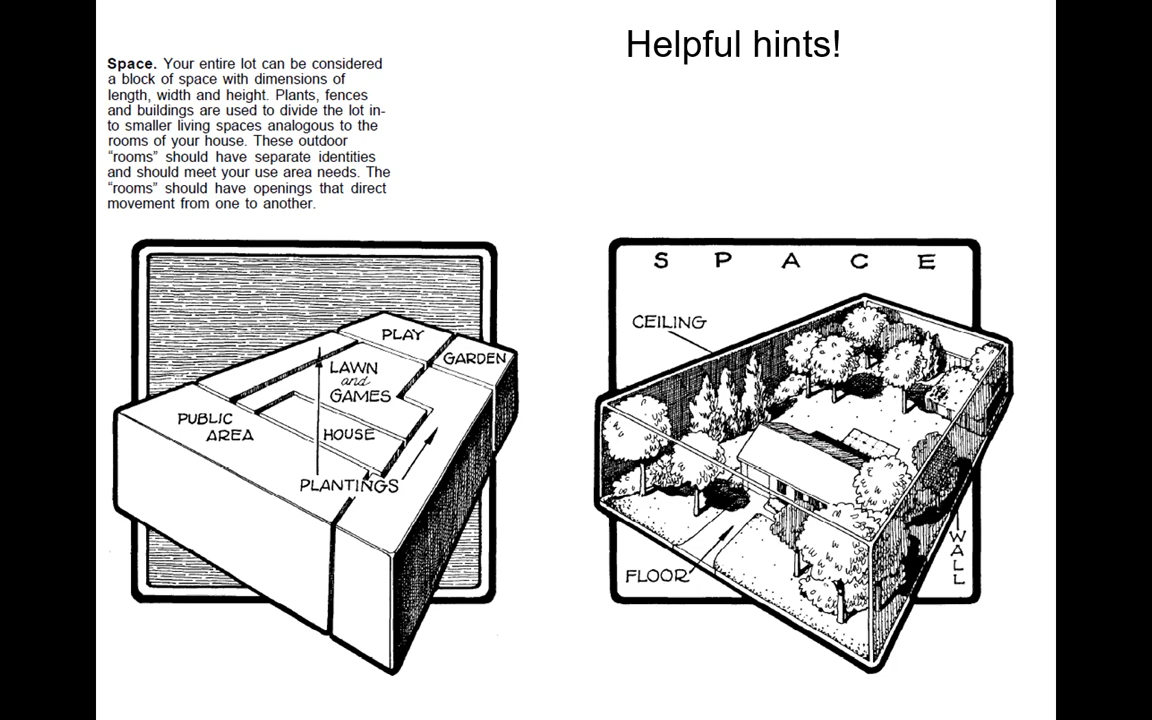 Helpful hints!
Space. Your entire lot can be considered
a block of space with dimensions of
length, width and height. Plants, fences
and buildings are used to divide the lot in-
to smaller living spaces analogous to the
rooms of your house. These outdoor
“rooms” should have separate identities
and should meet your use area needs. The
“rooms” should have openings that direct
movement from one to another.
PLAY
GARDEN
LAWN
and
GAMES
PUBLIC
AREA
HOUSE
PLANTINGS
SPACE
CEILING
FLOOR
WALL